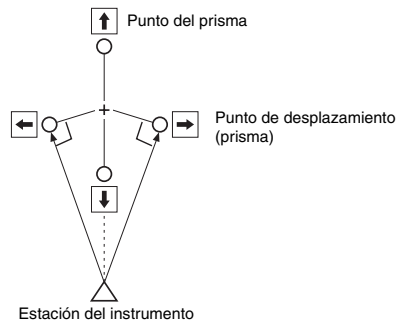 Punto del prisma
Punto de desplazamiento
(prisma)
Estación del instrumento